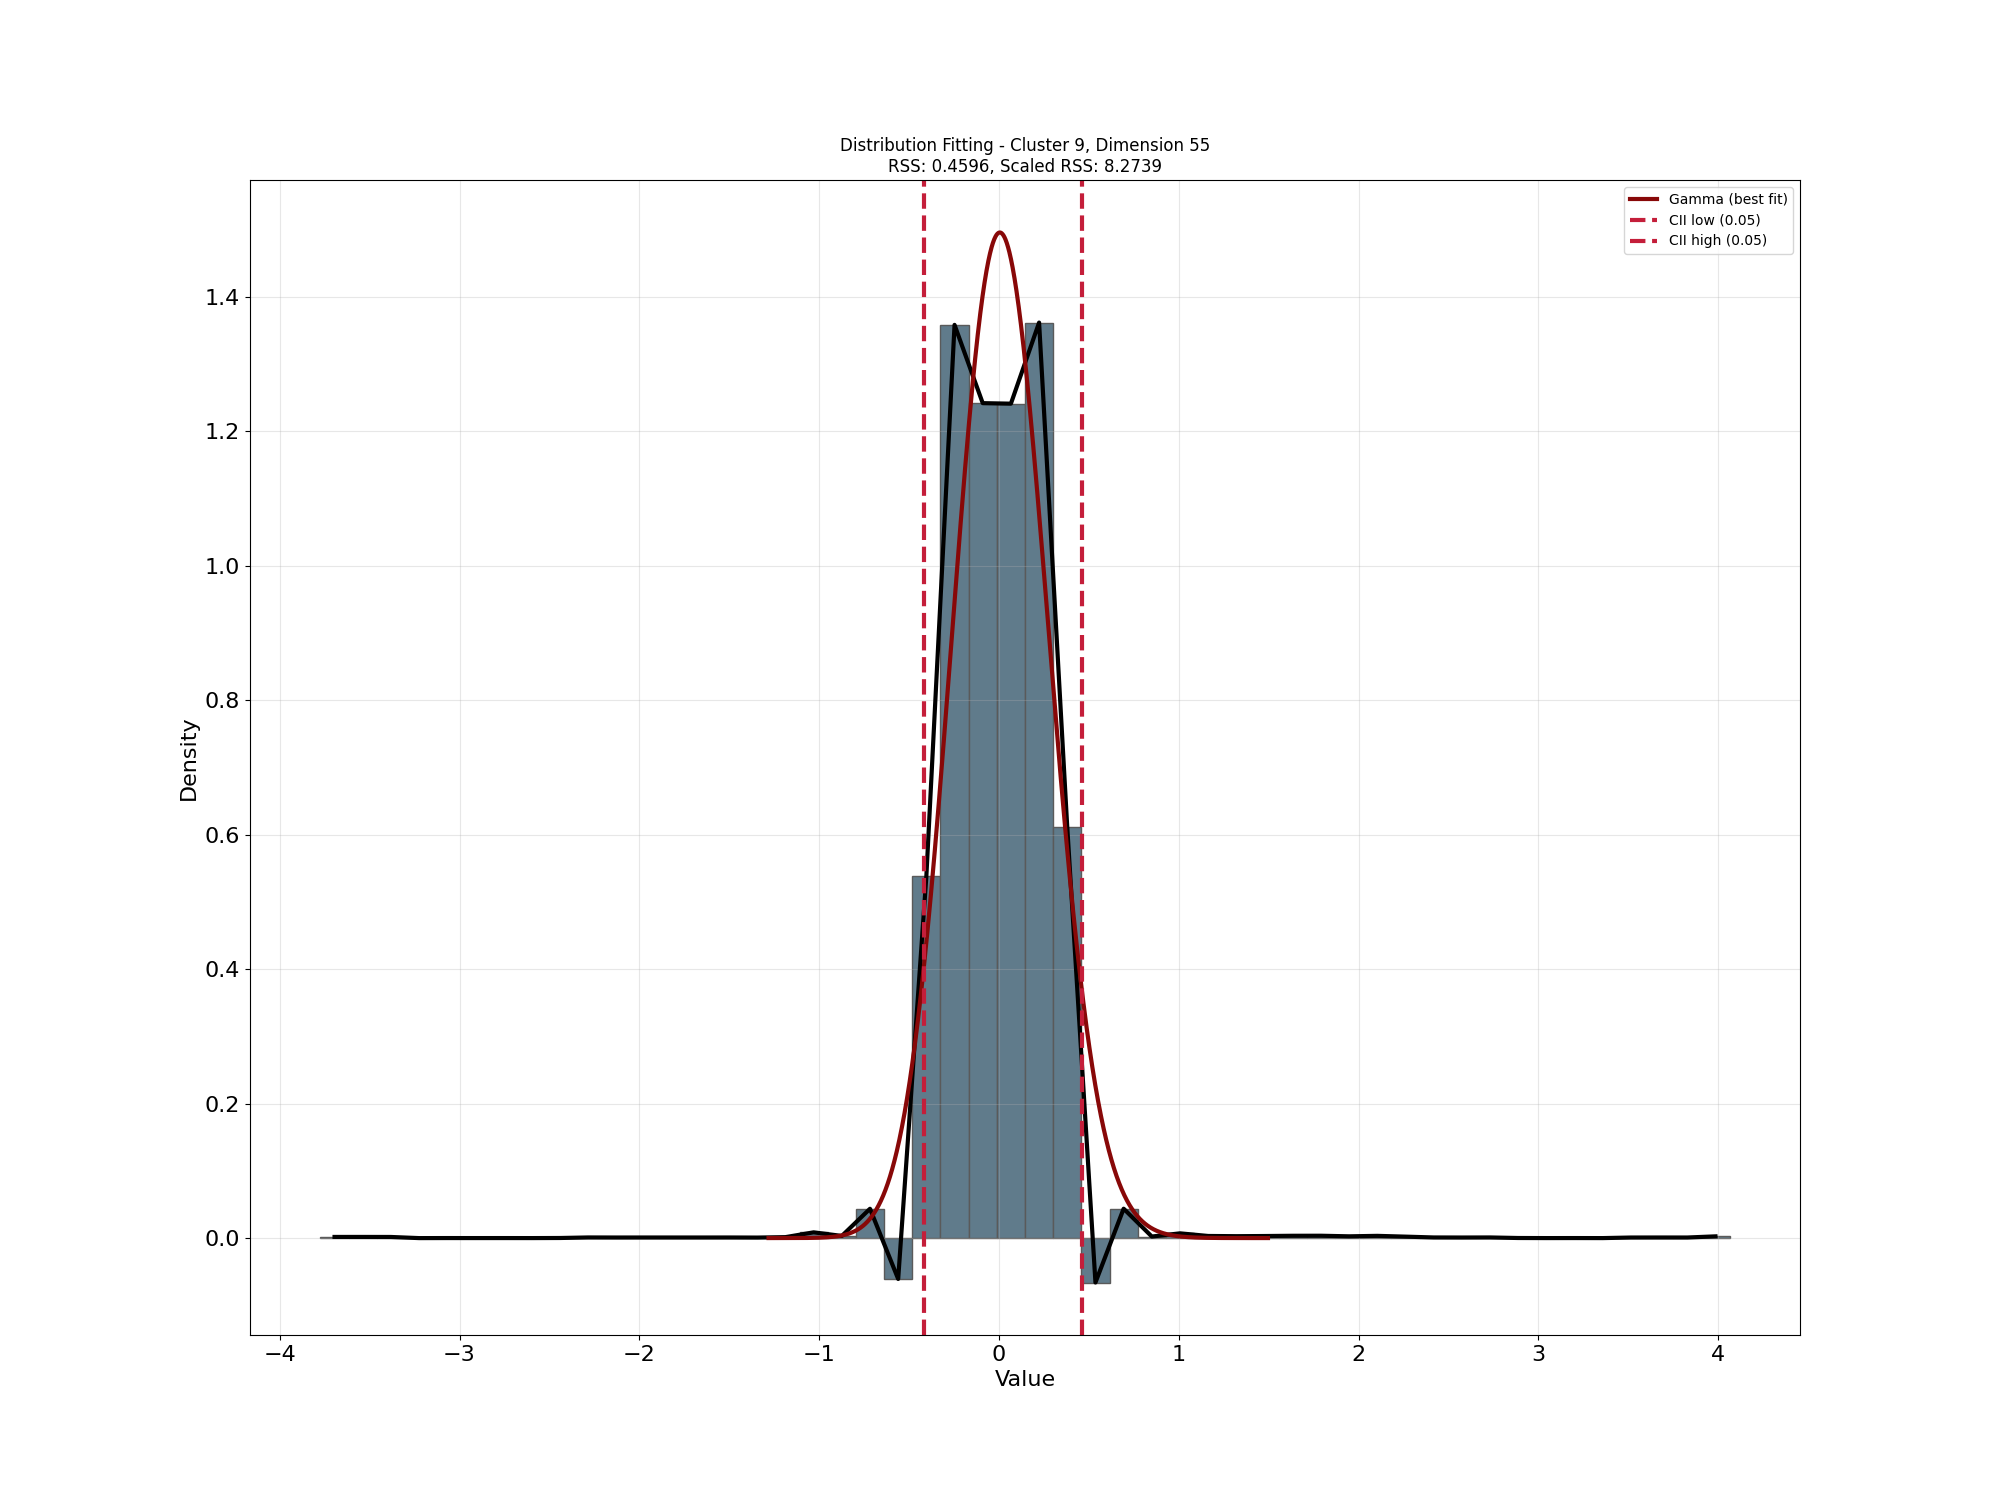 Distribution Fitting - Cluster 9, Dimension 55
RSS: 0.4596, Scaled RSS: 8.2739
Gamma (best fit)
CII low (0.05)
CII high (0.05)
1.4
1.2
1.0
0.8
0.6
0.4
0.2
0.0
Density
−4 −3 −2 −1 0 1 2 3 4
Value